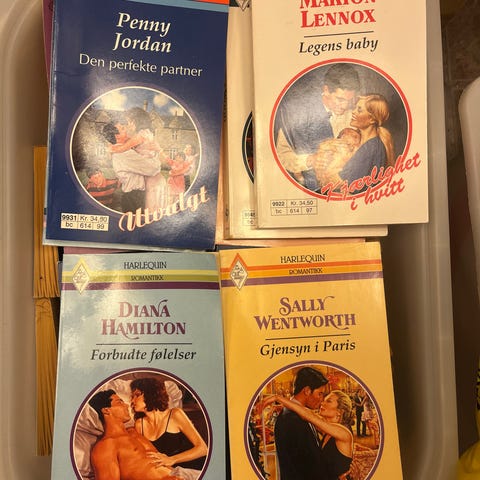 Penny
Jordan
Den perfekte partner
Utvalgt
9931 Kr. 34,50
bc 614 99
MARION
LENNOX
Legens baby
Kjærlighet
i hvitt
9922 Kr. 34,50
bc 614 97
HARLEQUIN
ROMANTIKK
DIANA
HAMILTON
Forbudte følelser
HARLEQUIN
ROMANTIKK
SALLY
WENTWORTH
Gjensyn i Paris